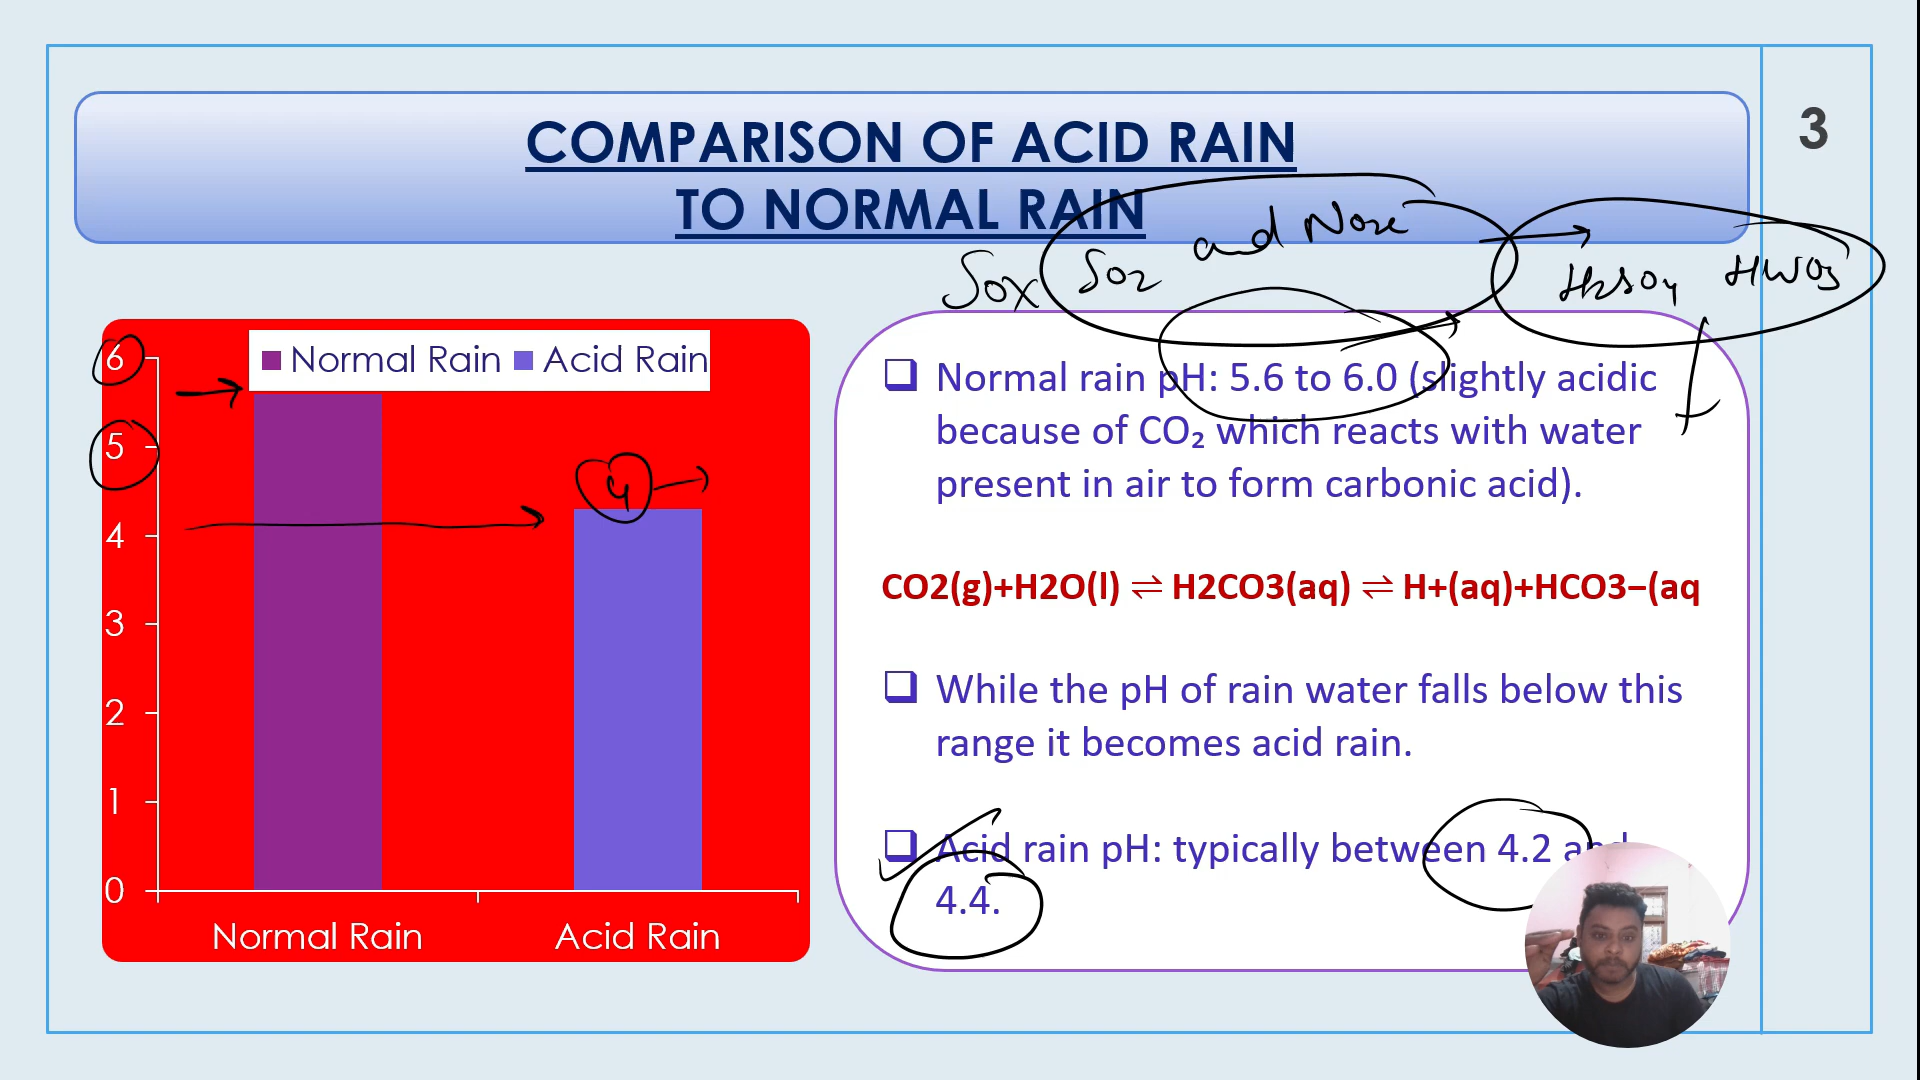 COMPARISON OF ACID RAIN
TO NORMAL RAIN
3
SOx SO2 and NOx
H2SO4 HNO3
6
5
4
3
2
1
0
Normal Rain Acid Rain
4
Normal Rain Acid Rain
❑ Normal rain pH: 5.6 to 6.0 (slightly acidic
because of CO₂ which reacts with water
present in air to form carbonic acid).
CO2(g)+H2O(l) ⇌ H2CO3(aq) ⇌ H+(aq)+HCO3−(aq
❑ While the pH of rain water falls below this
range it becomes acid rain.
❑ Acid rain pH: typically between 4.2 and
4.4.